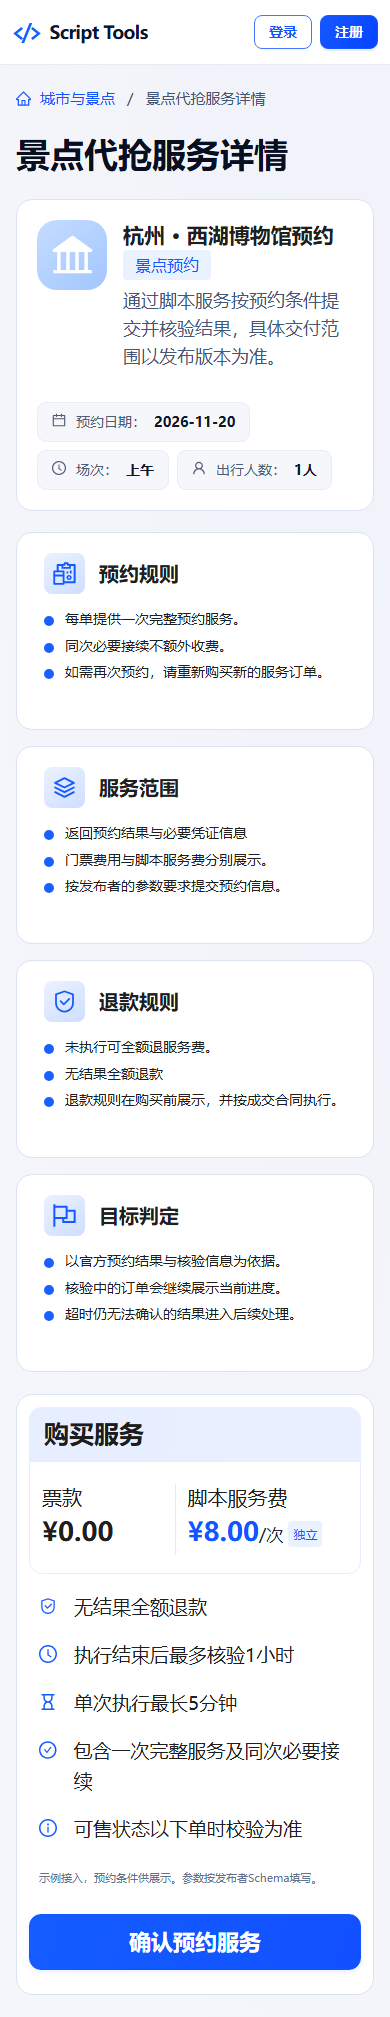 </> Script Tools 登录 注册
城市与景点 / 景点代抢服务详情
景点代抢服务详情
杭州·西湖博物馆预约
景点预约
通过脚本服务按预约条件提
交并核验结果，具体交付范
围以发布版本为准。
预约日期： 2026-11-20
场次： 上午 出行人数： 1人
预约规则
每单提供一次完整预约服务。
同次必要接续不额外收费。
如需再次预约，请重新购买新的服务订单。
服务范围
返回预约结果与必要凭证信息
门票费用与脚本服务费分别展示。
按发布者的参数要求提交预约信息。
退款规则
未执行可全额退服务费。
无结果全额退款
退款规则在购买前展示，并按成交合同执行。
目标判定
以官方预约结果与核验信息为依据。
核验中的订单会继续展示当前进度。
超时仍无法确认的结果进入后续处理。
购买服务
票款 脚本服务费
¥0.00 ¥8.00/次 独立
无结果全额退款
执行结束后最多核验1小时
单次执行最长5分钟
包含一次完整服务及同次必要接
续
可售状态以下单时校验为准
示例接入，预约条件供展示。参数按发布者Schema填写。
确认预约服务